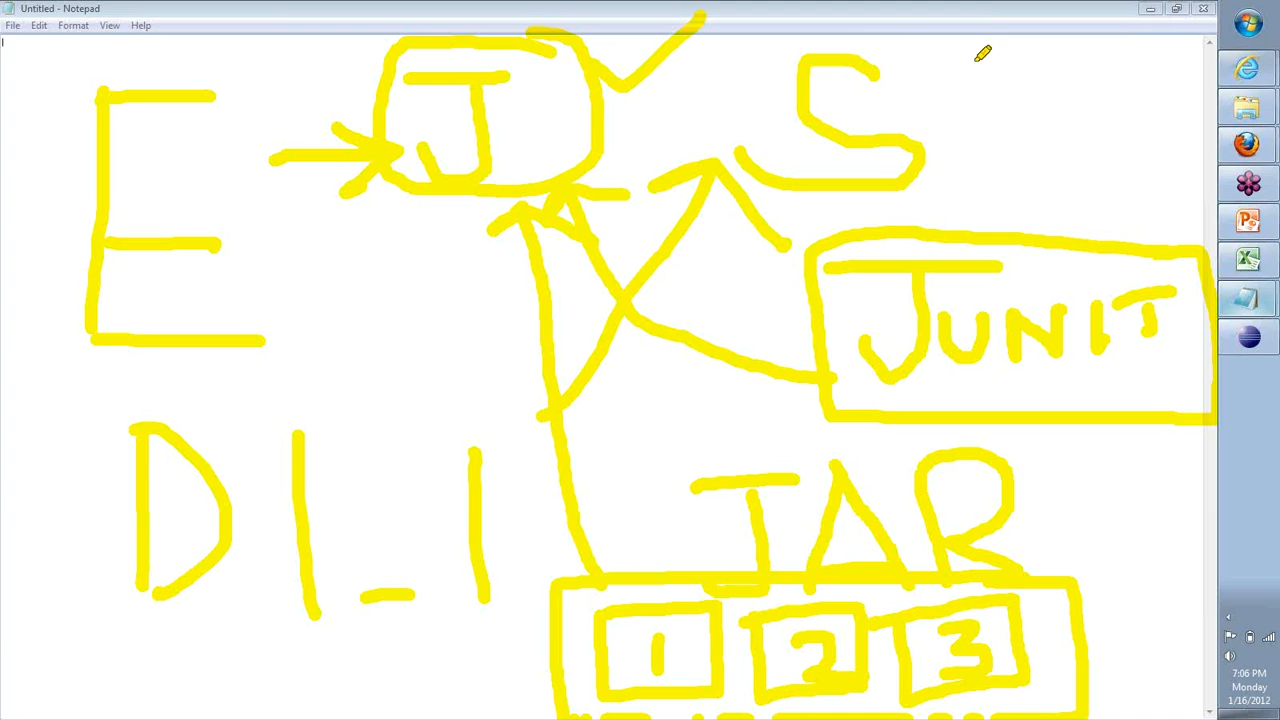 Untitled - Notepad
File Edit Format View Help
E J S
JUNIT
D1_1
JAR
1 2 3
7:06 PM
Monday
1/16/2012